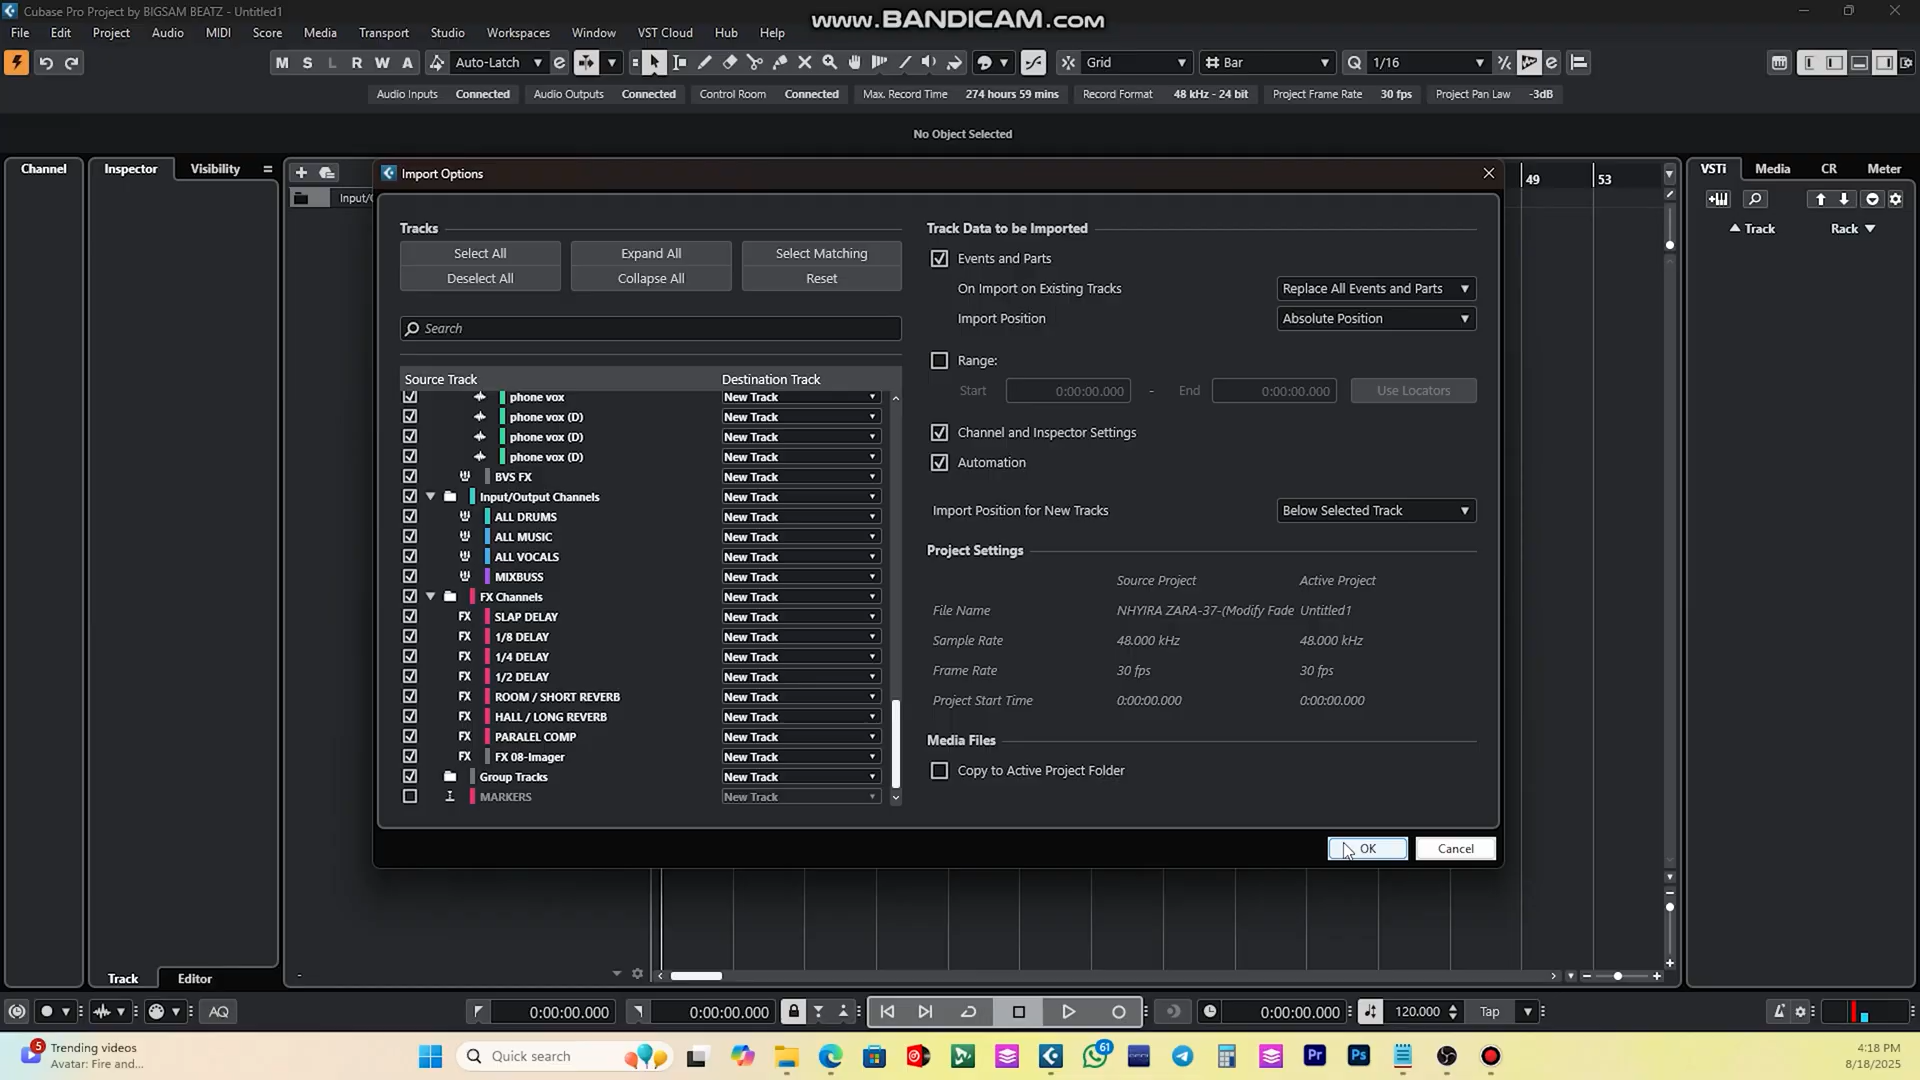 Cubase Pro Project by BIGSAM BEATZ - Untitled1
www.BANDICAM.com
File Edit Project Audio MIDI Score Media Transport Studio Workspaces Window VST Cloud Hub Help
M S L R W A Auto-Latch Grid Bar Q 1/16
Audio Inputs Connected Audio Outputs Connected Control Room Connected Max. Record Time 274 hours 59 mins Record Format 48 kHz - 24 bit Project Frame Rate 30 fps Project Pan Law -3dB
No Object Selected
Channel Inspector Visibility
Import Options
49 53
VSTi Media CR Meter
Input/O
Track Rack
Tracks
Select All Expand All Select Matching
Deselect All Collapse All Reset
Search
Source Track Destination Track
phone vox New Track
phone vox (D) New Track
phone vox (D) New Track
phone vox (D) New Track
BVS FX New Track
Input/Output Channels New Track
ALL DRUMS New Track
ALL MUSIC New Track
ALL VOCALS New Track
MIXBUSS New Track
FX Channels New Track
FX SLAP DELAY New Track
FX 1/8 DELAY New Track
FX 1/4 DELAY New Track
FX 1/2 DELAY New Track
FX ROOM / SHORT REVERB New Track
FX HALL / LONG REVERB New Track
FX PARALEL COMP New Track
FX FX 08-Imager New Track
Group Tracks New Track
MARKERS New Track
Track Data to be Imported
Events and Parts
On Import on Existing Tracks Replace All Events and Parts
Import Position Absolute Position
Range:
Start 0:00:00.000 - End 0:00:00.000 Use Locators
Channel and Inspector Settings
Automation
Import Position for New Tracks Below Selected Track
Project Settings
Source Project Active Project
File Name NHYIRA ZARA-37-(Modify Fade Untitled1
Sample Rate 48.000 kHz 48.000 kHz
Frame Rate 30 fps 30 fps
Project Start Time 0:00:00.000 0:00:00.000
Media Files
Copy to Active Project Folder
OK Cancel
Track Editor
AQ 0:00:00.000 0:00:00.000 0:00:00.000 120.000 Tap
5 Trending videos
Avatar: Fire and...
Quick search
61
Pr Ps
4:18 PM
8/18/2025